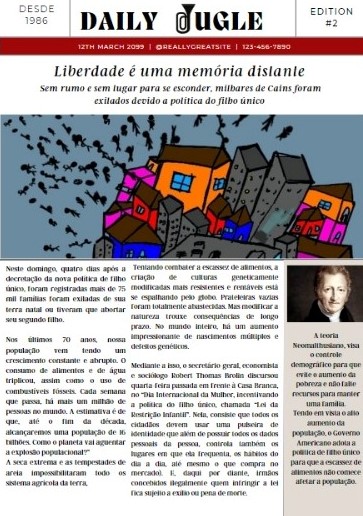 DESDE
1986
DAILY BUGLE
EDITION
#2
12TH MARCH 2099 | @REALLYGREATSITE | 123-456-7890
Liberdade é uma memória distante
Sem rumo e sem lugar para se esconder, milhares de Cains foram
exilados devido a política do filho único
Neste domingo, quatro dias após a
decretação da nova política de filho
único, foram registradas mais de 75
mil famílias foram exiladas de sua
terra natal ou tiveram que abortar
seu segundo filho.
Nos últimos 70 anos, nossa
população vem tendo um
crescimento constante e abrupto. O
consumo de alimentos e de água
triplicou, assim como o uso de
combustíveis fósseis. Cada semana
que passa, há mais um milhão de
pessoas no mundo. A estimativa é de
que, até o fim da década,
alcançaremos uma população de 16
bilhões. Como o planeta vai aguentar
a explosão populacional?"
A seca extrema e as tempestades de
areia impossibilitaram todo os
sistema agrícola da terra,
Tentando combater a escassez de alimentos, a
criação de culturas geneticamente
modificadas mais resistentes e rentáveis está
se espalhando pelo globo. Prateleiras vazias
foram totalmente abastecidas. Mas modificar a
natureza trouxe consequências de longo
prazo. No mundo inteiro, há um aumento
impressionante de nascimentos múltiplos e
defeitos genéticos.
Mediante a isso, o secretário geral, economista
e sociólogo Robert Thomas Brolin discursou
quarta-feira passada em frente à Casa Branca,
no "Dia Internacional da Mulher, incentivando
a política do filho único, chamada "Lei da
Restrição Infantil". Nela, consiste que todos os
cidadãos devem usar uma pulseira de
identidade que além de possuir todos os dados
pessoais da pessoa, controla também os
lugares em que ela frequenta, os hábitos do
dia a dia, até mesmo o que compra no
mercado). E, daqui por diante, irmãos
concebidos ilegalmente quem infringir a lei
fica sujeito a exílio ou pena de morte.
A teoria
Neomalthusiano, visa
o controle
demográfico para que
evite o aumento da
pobreza e não falte
recursos para manter
uma família.
Tendo em vista o alto
aumento da
população, o Governo
Americano adota a
política de filho único
para que a escassez de
alimentos não comece
afetar a população.